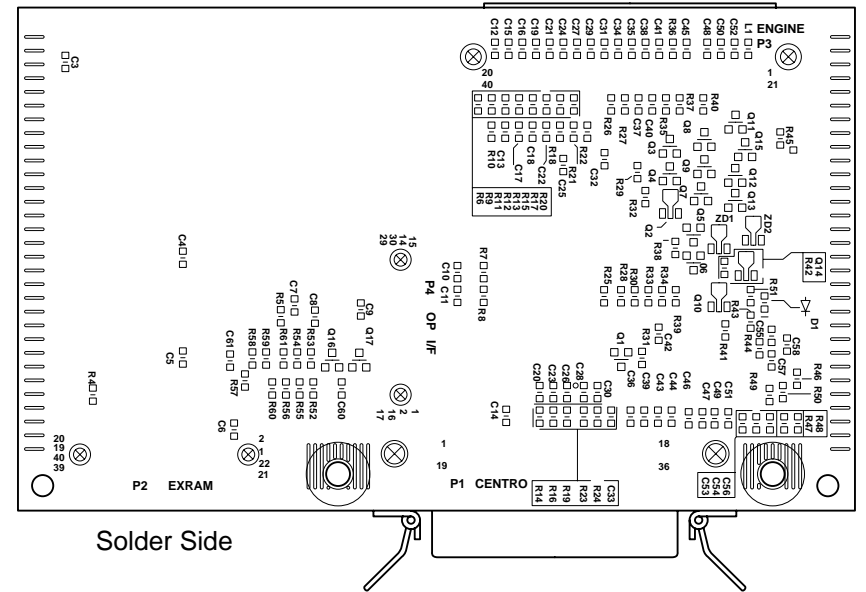 C12
C15
C16
C19
C21
C24
C27
C29
C31
C34
C35
C38
C41
R36
C45
C48
C50
C52
L1
ENGINE
P3
C3
20
40
1
21
R26
R27
C37
C40
R35
R37
R40
Q8
Q11
Q15
R45
R10
C13
C17
C18
C22
R18
R21
R22
C25
C32
R29
R32
Q3
Q4
Q9
Q7
Q12
Q13
R6
R9
R11
R12
R13
R15
R17
R20
Q2
Q5
ZD1
ZD2
R38
Q6
Q14
R42
C4
29
30
14
15
P4 OP I/F
C10
C11
R7
R8
R25
R28
R30
R33
R34
R39
Q10
R43
R51
D1
C7
R5
C8
C9
C5
C61
R58
R59
R61
R54
R53
Q16
Q17
R57
R60
R56
R55
R52
C60
Q1
R31
C42
R41
R44
C55
C57
C58
R46
R50
R49
R4
C6
C20
C23
C26
C28
C30
C36
C39
C43
C44
C46
C47
C49
C51
R47
R48
C14
17
16
2
1
20
19
40
39
2
1
22
21
1
19
18
36
P2 EXRAM
P1 CENTRO
R14
R16
R19
R23
R24
C33
C53
C54
C56
Solder Side